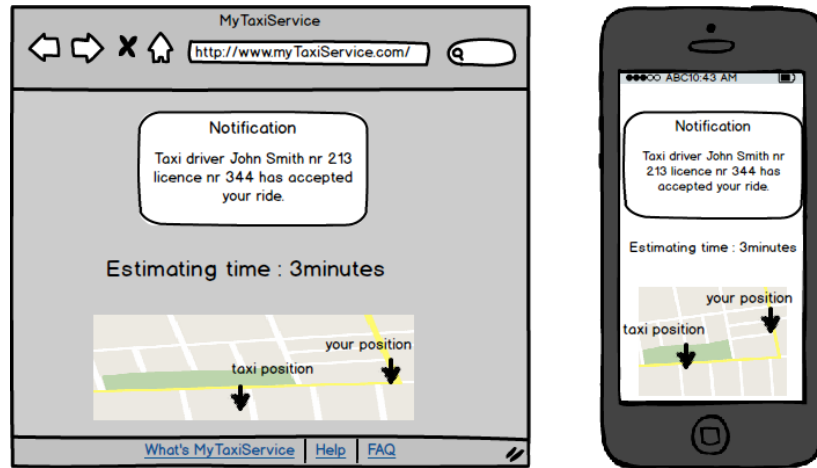 MyTaxiService
http://www.myTaxiService.com/
Notification
Taxi driver John Smith nr 213
licence nr 344 has accepted
your ride.
Estimating time : 3minutes
your position
taxi position
What's MyTaxiService
Help
FAQ
ABC10:43 AM
Notification
Taxi driver John Smith nr
213 licence nr 344 has
accepted your ride.
Estimating time : 3minutes
your position
taxi position